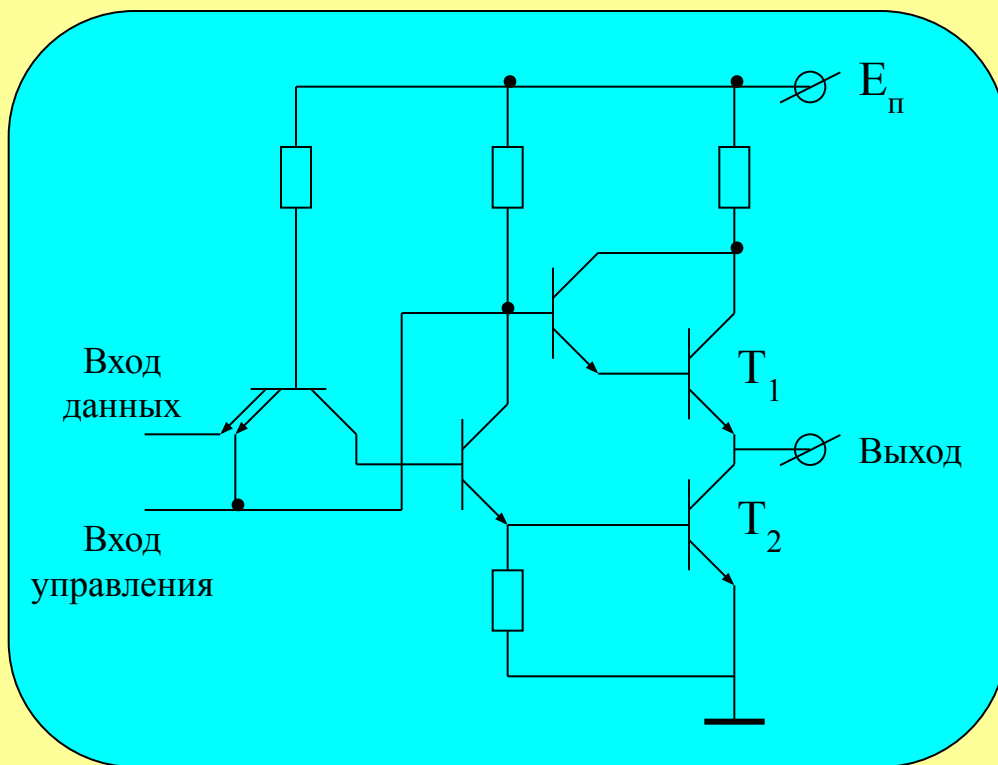 Eп
Вход
данных
T1
Выход
T2
Вход
управления